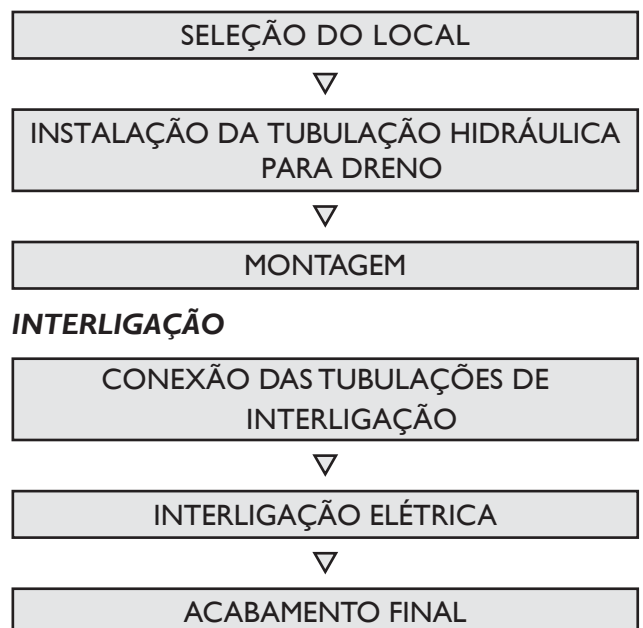 SELEÇÃO DO LOCAL
INSTALAÇÃO DA TUBULAÇÃO HIDRÁULICA
PARA DRENO
MONTAGEM
INTERLIGAÇÃO
CONEXÃO DAS TUBULAÇÕES DE
INTERLIGAÇÃO
INTERLIGAÇÃO ELÉTRICA
ACABAMENTO FINAL